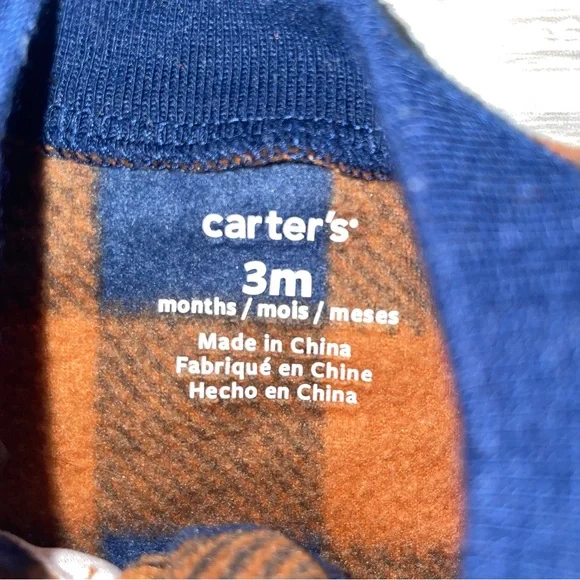 carter's
3m
months / mois / meses
Made in China
Fabriqué en Chine
Hecho en China